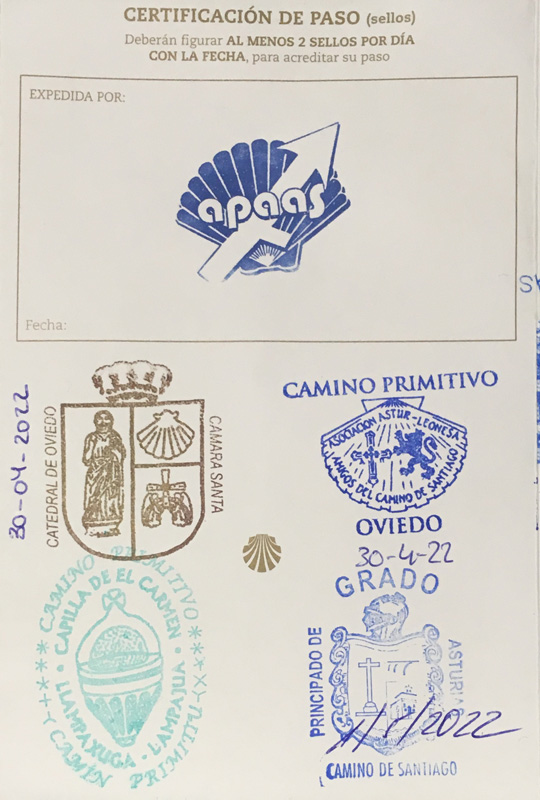 CERTIFICACIÓN DE PASO (sellos)
Deberán figurar AL MENOS 2 SELLOS POR DÍA
CON LA FECHA, para acreditar su paso
EXPEDIDA POR:
apaas
Fecha:
30-04-2022
CATEDRAL DE OVIEDO
CÁMARA SANTA
CAMINO PRIMITIVO
ASOCIACION ASTUR-LEONESA
AMIGOS DEL CAMINO DE SANTIAGO
OVIEDO
30-4-22
CAMINO PRIMITIVO
CAPILLA DE EL CARMEN
LLAMPAXUGA · LAMPAJUA
CAMÍN PRIMITIVU
GRADO
PRINCIPADO DE
ASTURIAS
1/5/2022
CAMINO DE SANTIAGO